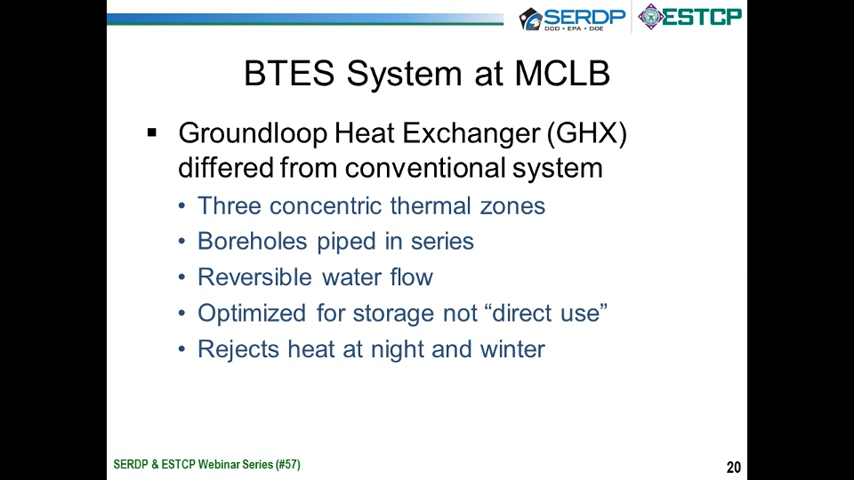 SERDP
DOD • EPA • DOE
ESTCP
BTES System at MCLB
▪ Groundloop Heat Exchanger (GHX)
differed from conventional system
• Three concentric thermal zones
• Boreholes piped in series
• Reversible water flow
• Optimized for storage not “direct use”
• Rejects heat at night and winter
SERDP & ESTCP Webinar Series (#57)
20